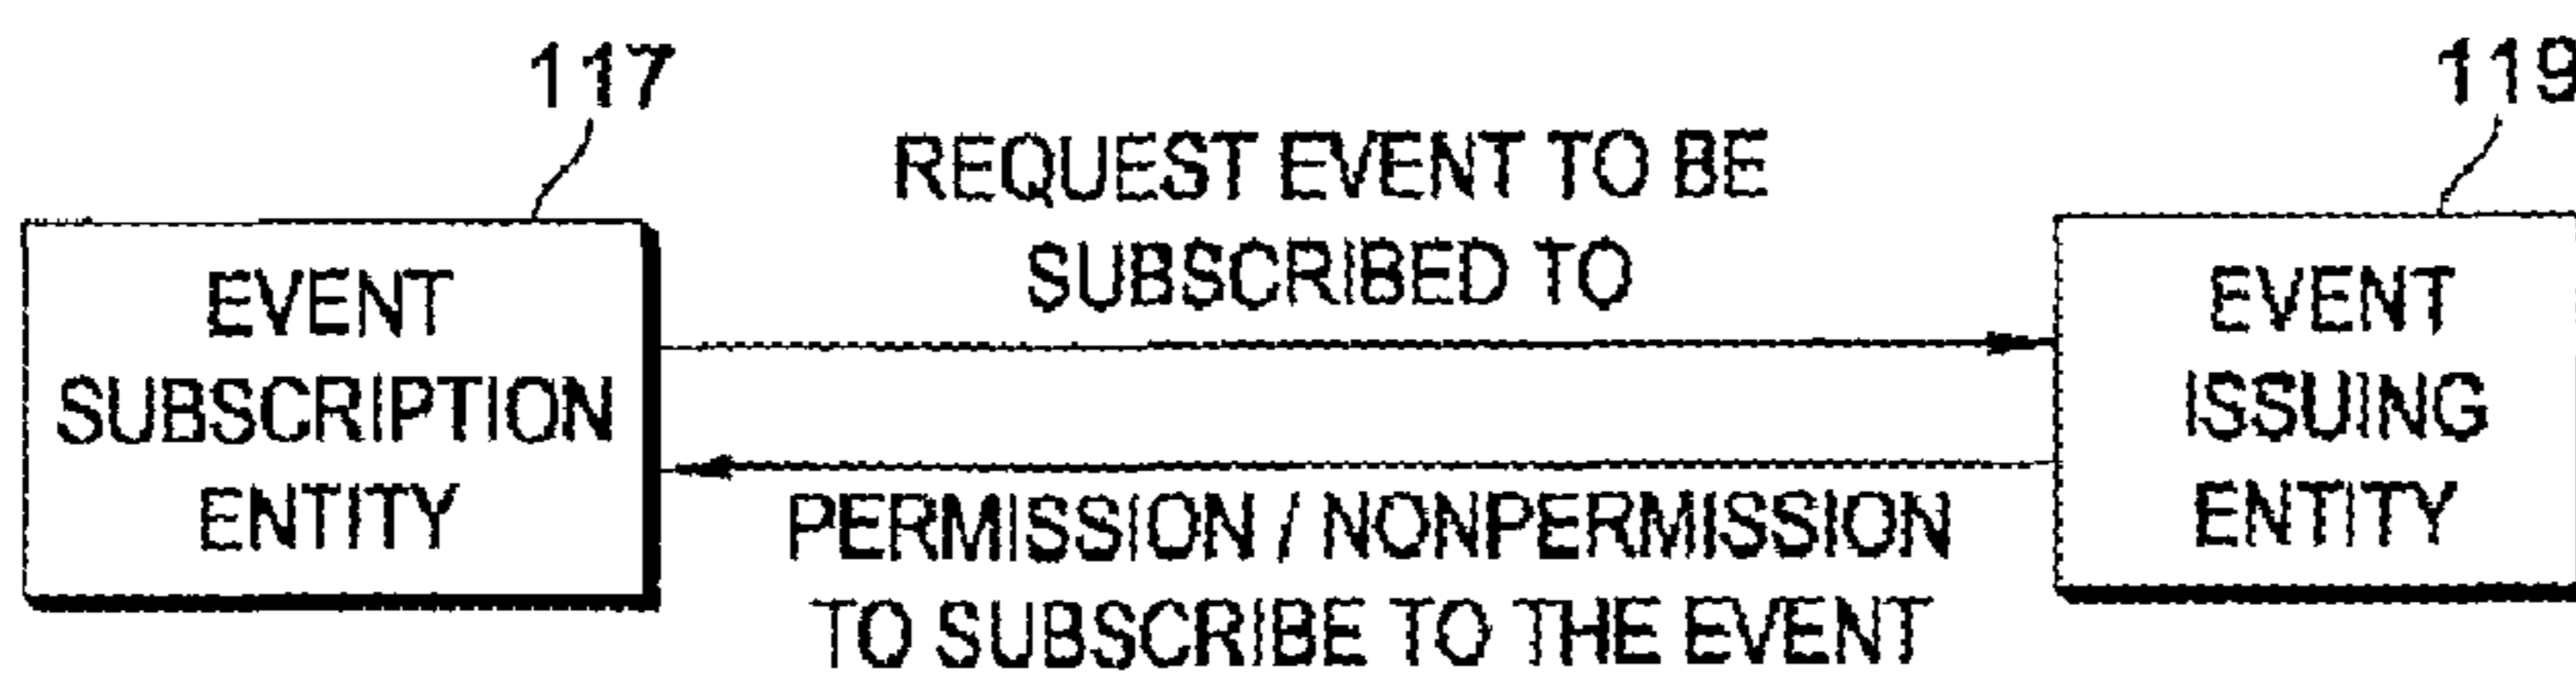 117
119
REQUEST EVENT TO BE
SUBSCRIBED TO
EVENT
SUBSCRIPTION
ENTITY
EVENT
ISSUING
ENTITY
PERMISSION / NONPERMISSION
TO SUBSCRIBE TO THE EVENT